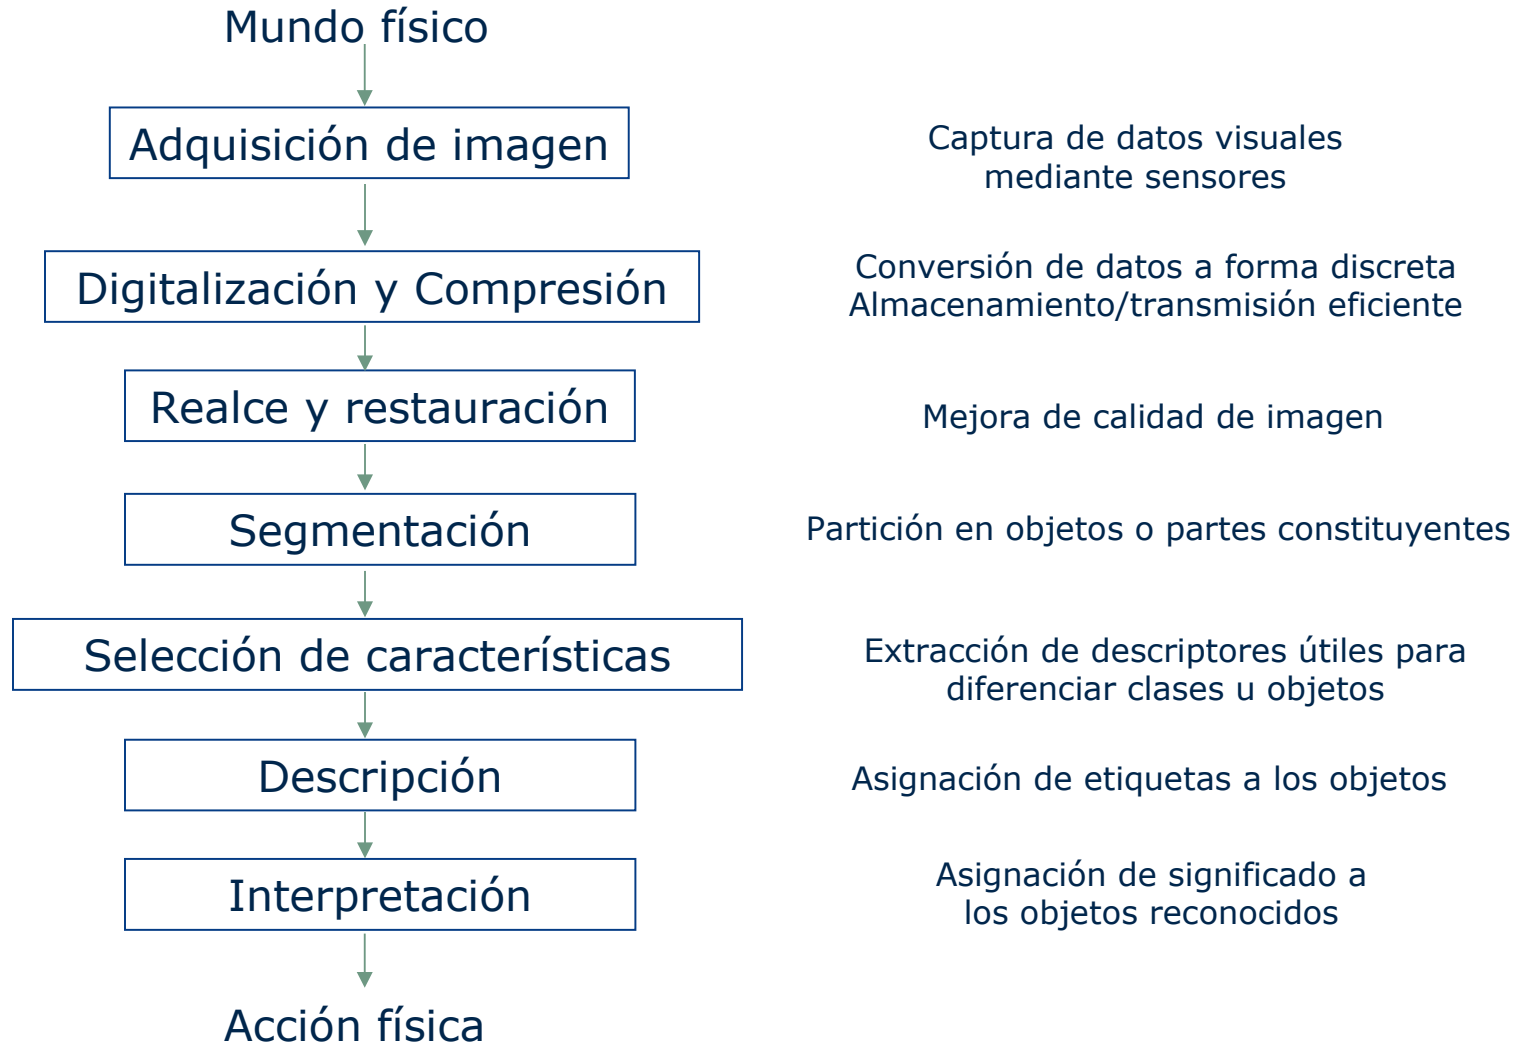 Mundo físico
Adquisición de imagen
Captura de datos visuales
mediante sensores
Digitalización y Compresión
Conversión de datos a forma discreta
Almacenamiento/transmisión eficiente
Realce y restauración
Mejora de calidad de imagen
Segmentación
Partición en objetos o partes constituyentes
Selección de características
Extracción de descriptores útiles para
diferenciar clases u objetos
Descripción
Asignación de etiquetas a los objetos
Interpretación
Asignación de significado a
los objetos reconocidos
Acción física